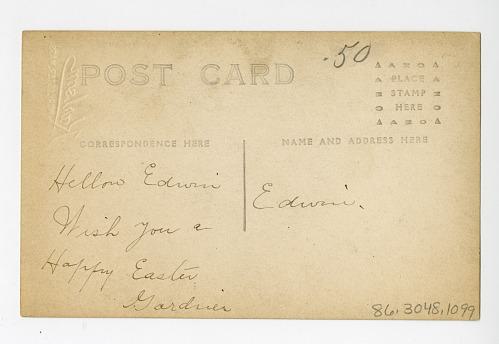 .50
POST CARD
AZO
PLACE
STAMP
HERE
AZO
CORRESPONDENCE HERE
NAME AND ADDRESS HERE
Hellow Edwin
Wish you a
Happy Easter
Gardner
Edwin.
86.3048.1099